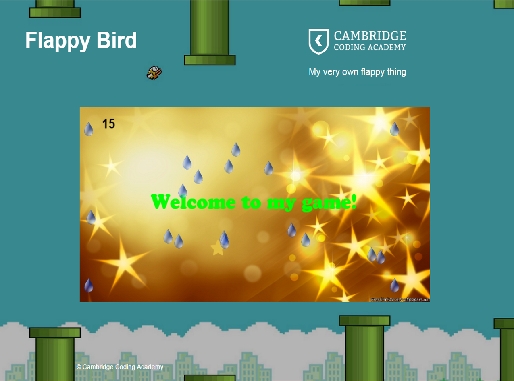 Flappy Bird
CAMBRIDGE
CODING ACADEMY
My very own flappy thing
15
Welcome to my game!
© Cambridge Coding Academy